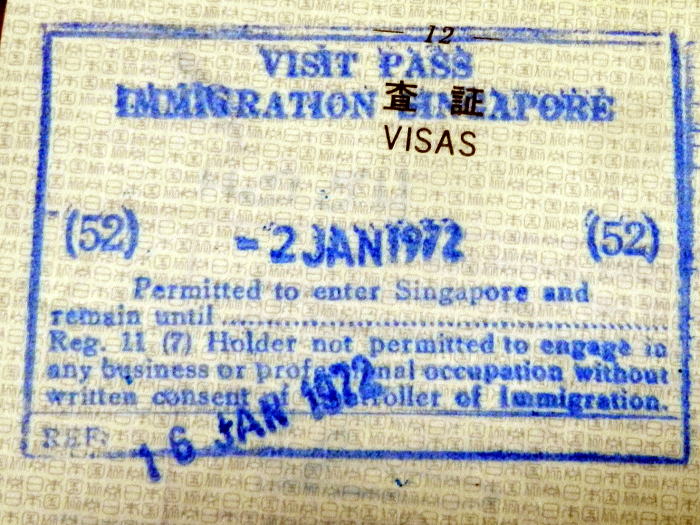 — 12 —
VISIT PASS
IMMIGRATION SINGAPORE
査 証
VISAS
(52) - 2 JAN 1972 (52)
Permitted to enter Singapore and
remain until
Reg. 11 (7) Holder not permitted to engage in
any business or professional occupation without
written consent of Controller of Immigration.
REF:
16 JAN 1972